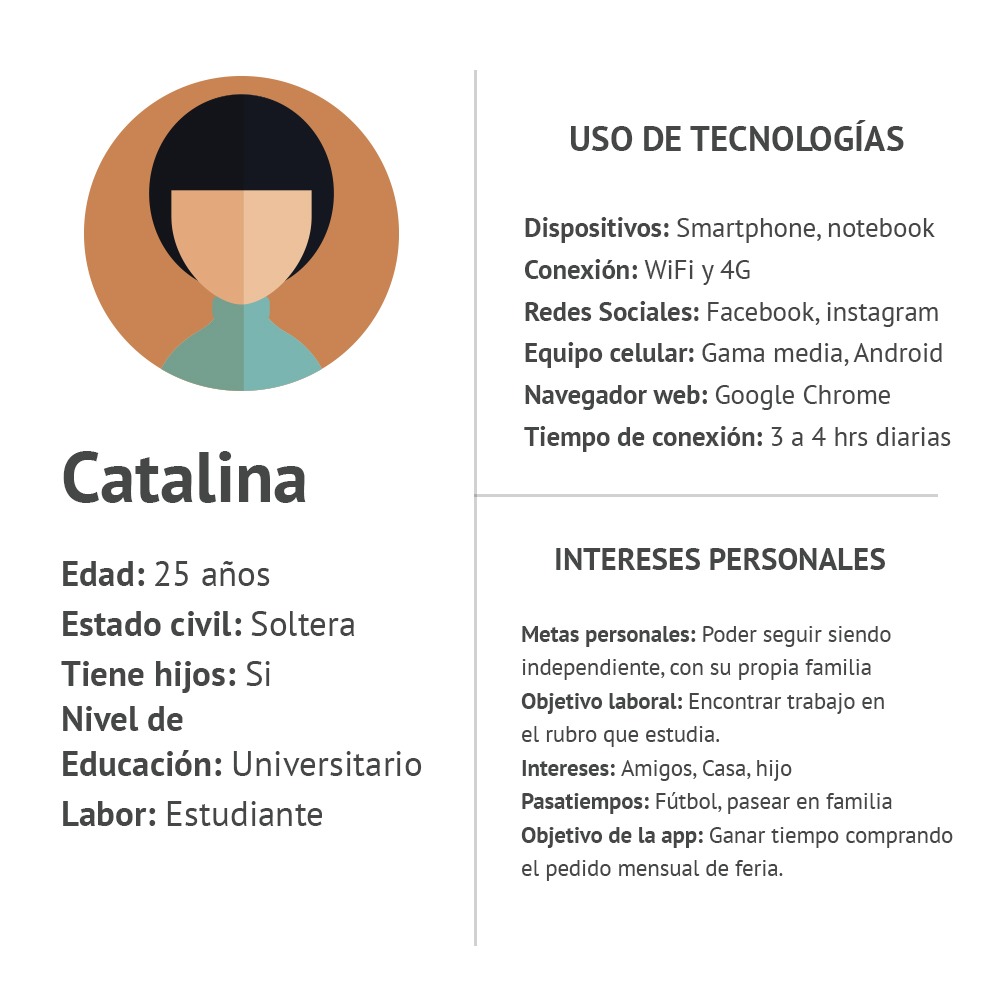 Catalina
Edad: 25 años
Estado civil: Soltera
Tiene hijos: Si
Nivel de
Educación: Universitario
Labor: Estudiante
USO DE TECNOLOGÍAS
Dispositivos: Smartphone, notebook
Conexión: WiFi y 4G
Redes Sociales: Facebook, instagram
Equipo celular: Gama media, Android
Navegador web: Google Chrome
Tiempo de conexión: 3 a 4 hrs diarias
INTERESES PERSONALES
Metas personales: Poder seguir siendo
independiente, con su propia familia
Objetivo laboral: Encontrar trabajo en
el rubro que estudia.
Intereses: Amigos, Casa, hijo
Pasatiempos: Fútbol, pasear en familia
Objetivo de la app: Ganar tiempo comprando
el pedido mensual de feria.